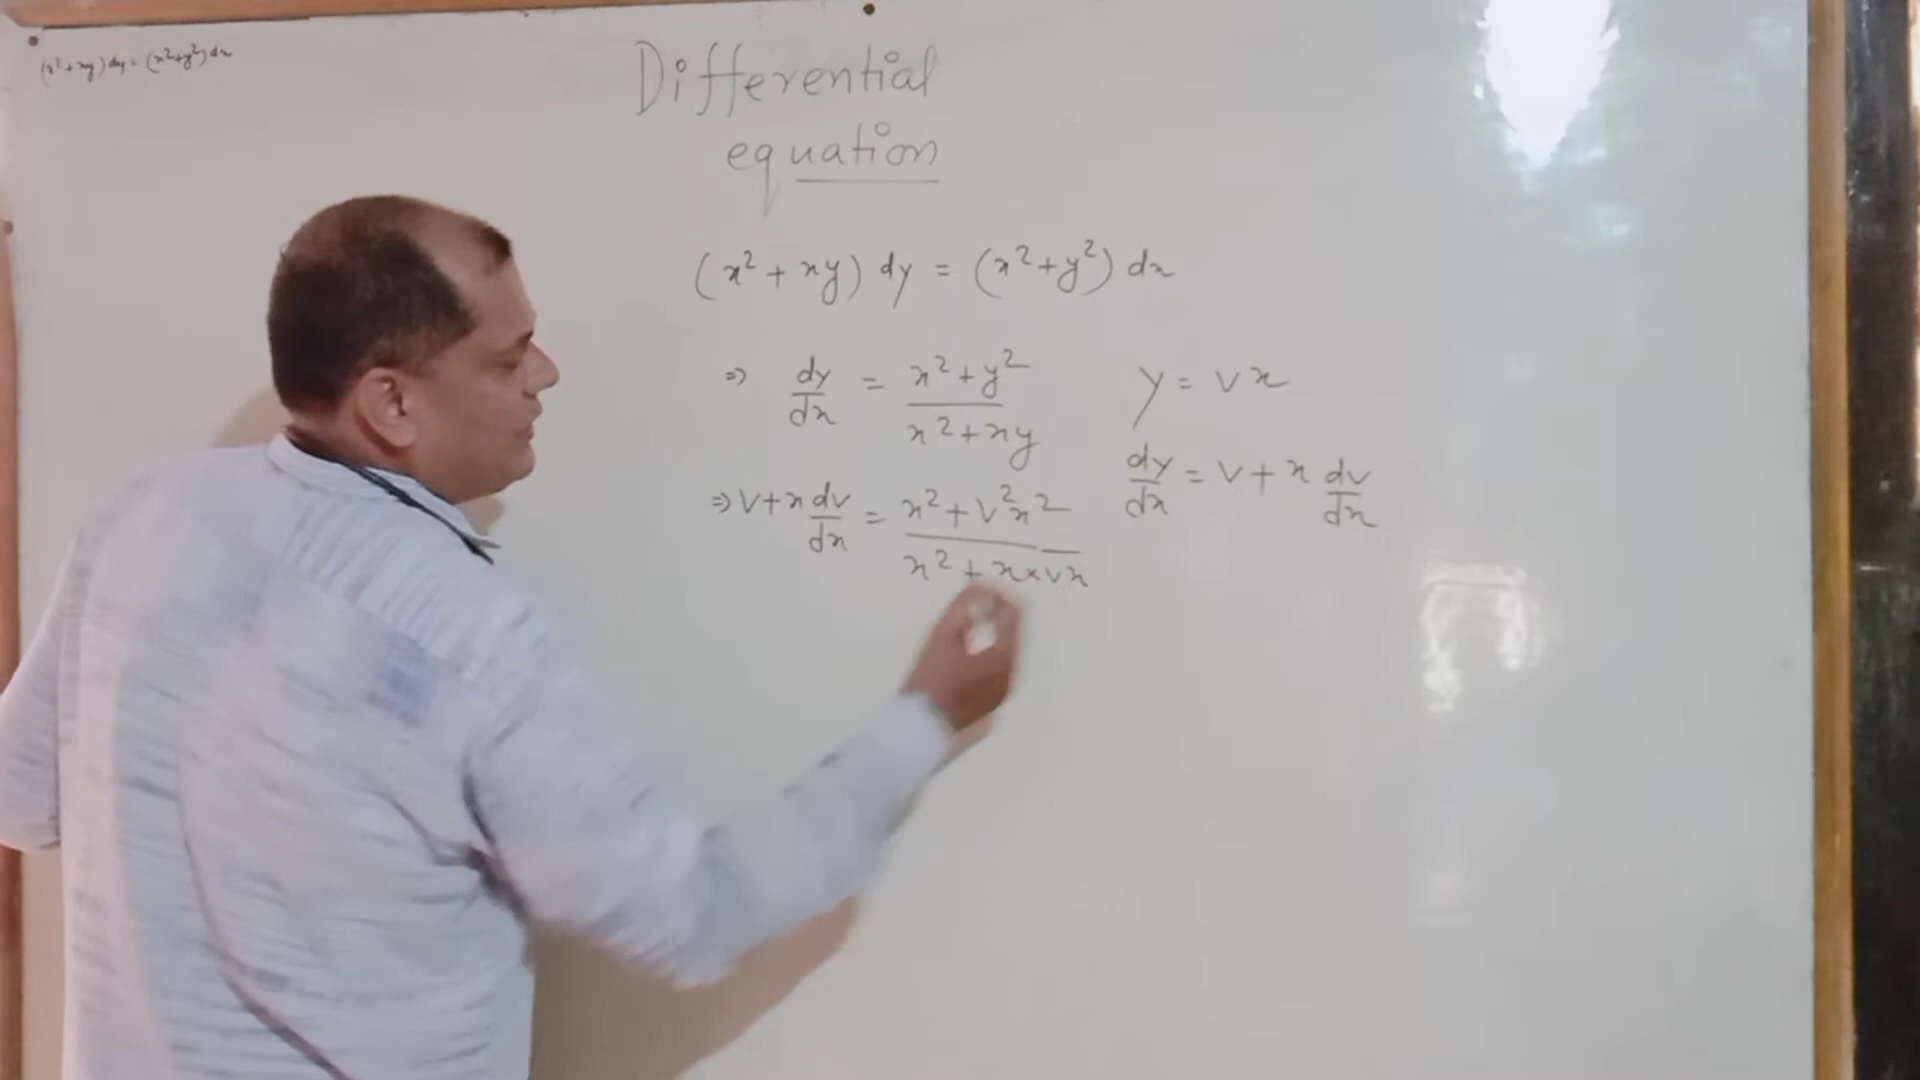 (x²+xy)dy=(x²+y²)dx
Differential
equation
(x²+xy) dy = (x²+y²) dx
⇒ dy/dx = x²+y² / x²+xy
y = vx
dy/dx = v+x dv/dx
⇒ v+x dv/dx = x²+v²x² / x²+x×vx